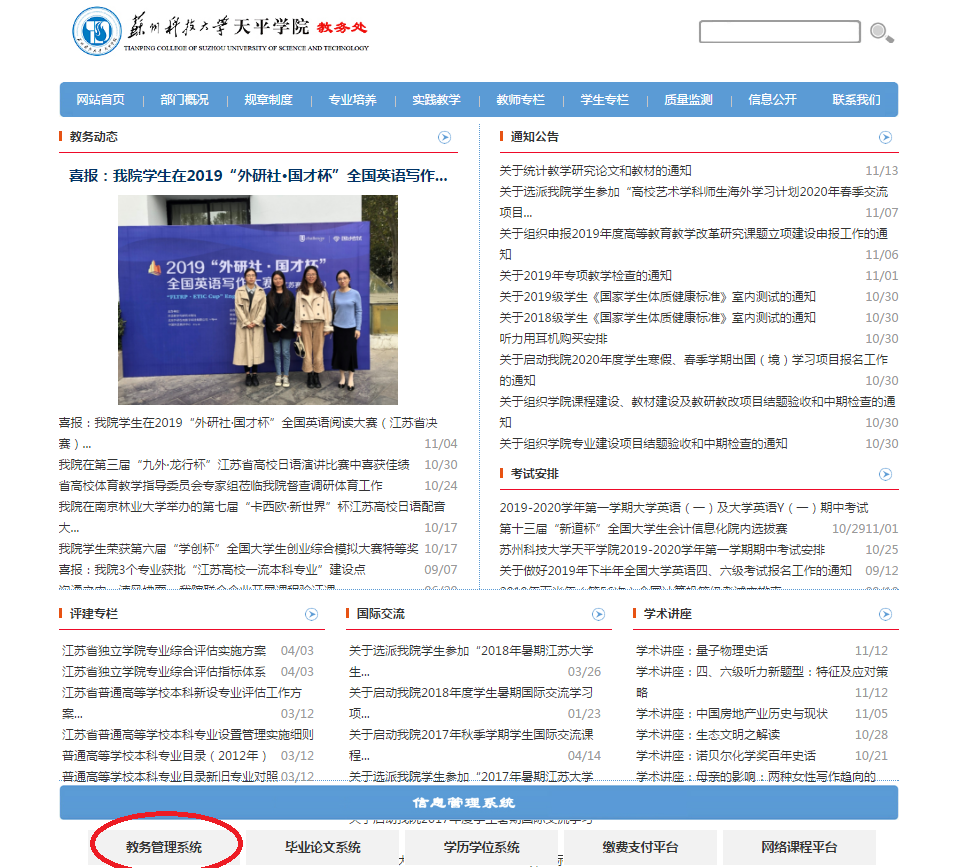 蘇州科技大学天平学院 教务处
TIANPING COLLEGE OF SUZHOU UNIVERSITY OF SCIENCE AND TECHNOLOGY
网站首页 部门概况 规章制度 专业培养 实践教学 教师专栏 学生专栏 质量监测 信息公开 联系我们
教务动态
喜报：我院学生在2019“外研社·国才杯”全国英语写作...
2019“外研社·国才杯”
全国英语写作大赛
喜报：我院学生在2019“外研社·国才杯”全国英语阅读大赛（江苏省决
赛）... 11/04
我院在第三届“九外·龙行杯”江苏省高校日语演讲比赛中喜获佳绩 10/30
省高校体育教学指导委员会专家组莅临我院督查调研体育工作 10/24
我院在南京林业大学举办的第七届“卡西欧·新世界”杯江苏高校日语配音
大... 10/17
我院学生荣获第六届“学创杯”全国大学生创业综合模拟大赛特等奖 10/17
喜报：我院3个专业获批“江苏高校一流本科专业”建设点 09/07
通知公告
关于统计教学研究论文和教材的通知 11/13
关于选派我院学生参加“高校艺术学科师生海外学习计划2020年春季交流
项目... 11/07
关于组织申报2019年度高等教育教学改革研究课题立项建设申报工作的通
知 11/06
关于2019年专项教学检查的通知 11/01
关于2019级学生《国家学生体质健康标准》室内测试的通知 10/30
关于2018级学生《国家学生体质健康标准》室内测试的通知 10/30
听力用耳机购买安排 10/30
关于启动我院2020年度学生寒假、春季学期出国（境）学习项目报名工作
的通知 10/30
关于组织学院课程建设、教材建设及教研教改项目结题验收和中期检查的通
知 10/30
关于组织学院专业建设项目结题验收和中期检查的通知 10/30
考试安排
2019-2020学年第一学期大学英语（一）及大学英语Y（一）期中考试
第十三届“新道杯”全国大学生会计信息化院内选拔赛 10/2911/01
苏州科技大学天平学院2019-2020学年第一学期期中考试安排 10/25
关于做好2019年下半年全国大学英语四、六级考试报名工作的通知 09/12
评建专栏
江苏省独立学院专业综合评估实施方案 04/03
江苏省独立学院专业综合评估指标体系 04/03
江苏省普通高等学校本科新设专业评估工作方
案... 03/12
江苏省普通高等学校本科专业设置管理实施细则
普通高等学校本科专业目录（2012年） 03/12
普通高等学校本科专业目录新旧专业对照 03/12
国际交流
关于选派我院学生参加“2018年暑期江苏大学
生... 03/26
关于启动我院2018年度学生暑期国际交流学习
项... 01/23
关于启动我院2017年秋季学期学生国际交流课
程... 04/14
关于选派我院学生参加“2017年暑期江苏大学
学术讲座
学术讲座：量子物理史话 11/12
学术讲座：四、六级听力新题型：特征及应对策
略 11/12
学术讲座：中国房地产业历史与现状 11/05
学术讲座：生态文明之解读 10/28
学术讲座：诺贝尔化学奖百年史话 10/21
学术讲座：母亲的影响：两种女性写作趋向的
信息管理系统
关于启动我院2017年度学生暑期国际交流学习
教务管理系统 毕业论文系统 学历学位系统 缴费支付平台 网络课程平台